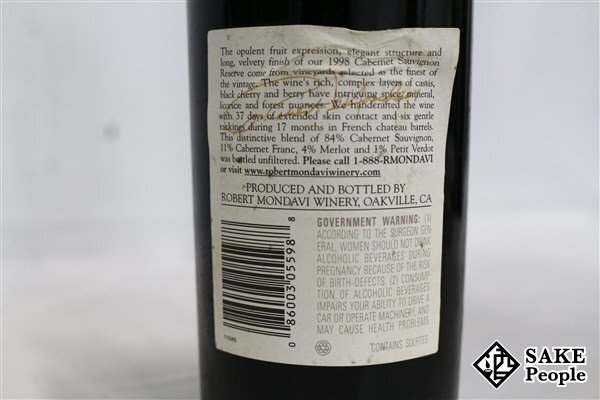 The opulent fruit expression, elegant structure and
long, velvety finish of our 1998 Cabernet Sauvignon
Reserve come from vineyards selected as the finest of
the vintage. The wine's rich, complex layers of cassis,
black cherry and berry have intriguing spice, mineral,
licorice and forest nuances. We handcrafted the wine
with 37 days of extended skin contact and six gentle
rackings during 17 months in French chateau barrels.
This distinctive blend of 84% Cabernet Sauvignon,
11% Cabernet Franc, 4% Merlot and 1% Petit Verdot
was bottled unfiltered. Please call 1-888-RMONDAVI
or visit www.robertmondaviwinery.com
PRODUCED AND BOTTLED BY
ROBERT MONDAVI WINERY, OAKVILLE, CA
0 86003 05598 8
GOVERNMENT WARNING: (1)
ACCORDING TO THE SURGEON GEN-
ERAL, WOMEN SHOULD NOT DRINK
ALCOHOLIC BEVERAGES DURING
PREGNANCY BECAUSE OF THE RISK
OF BIRTH-DEFECTS. (2) CONSUMP-
TION OF ALCOHOLIC BEVERAGES
IMPAIRS YOUR ABILITY TO DRIVE A
CAR OR OPERATE MACHINERY, AND
MAY CAUSE HEALTH PROBLEMS.
CONTAINS SULFITES
SAKE
People